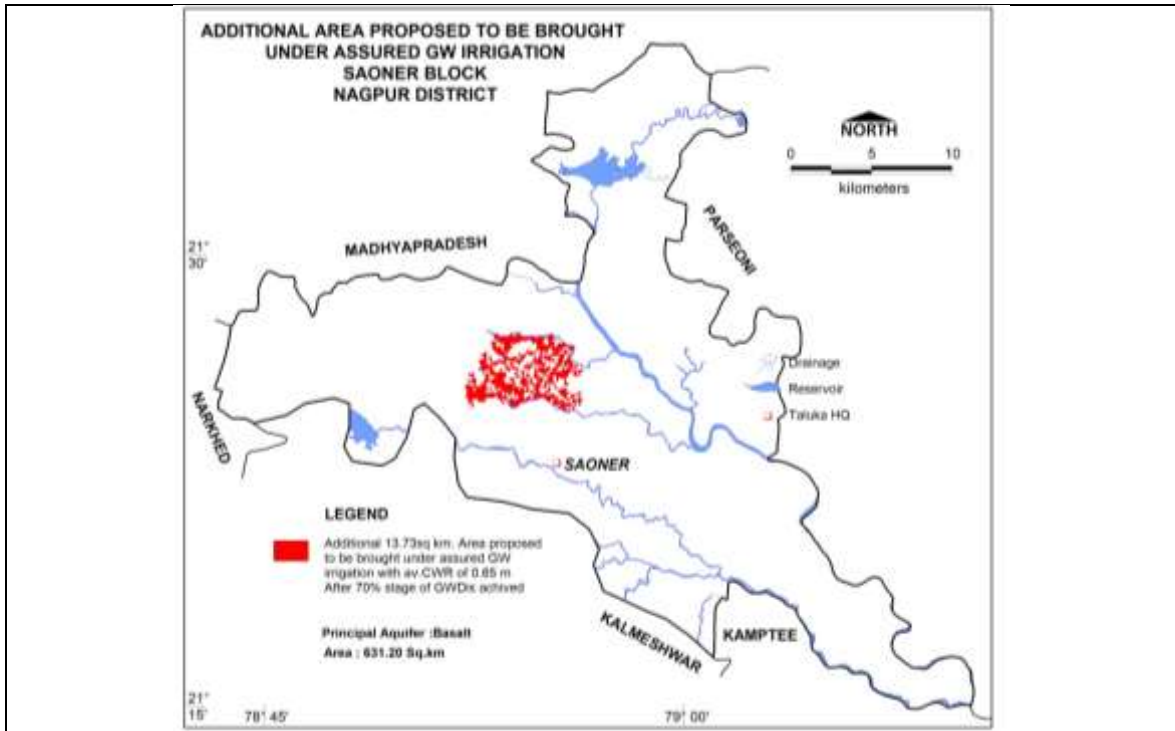 ADDITIONAL AREA PROPOSED TO BE BROUGHT
UNDER ASSURED GW IRRIGATION
SAONER BLOCK
NAGPUR DISTRICT
NORTH
0 5 10
kilometers
PARSEONI
MADHYAPRADESH
21°
30'
Drainage
Reservoir
Taluka HQ
NARKHED
SAONER
LEGEND
Additional 13.73sq km. Area proposed
to be brought under assured GW
irrigation with av.CWR of 0.65 m
After 70% stage of GWDis achived
Principal Aquifer :Basalt
Area : 631.20 Sq.km
KALMESHWAR
KAMPTEE
21°
15'
78° 45'
79° 00'